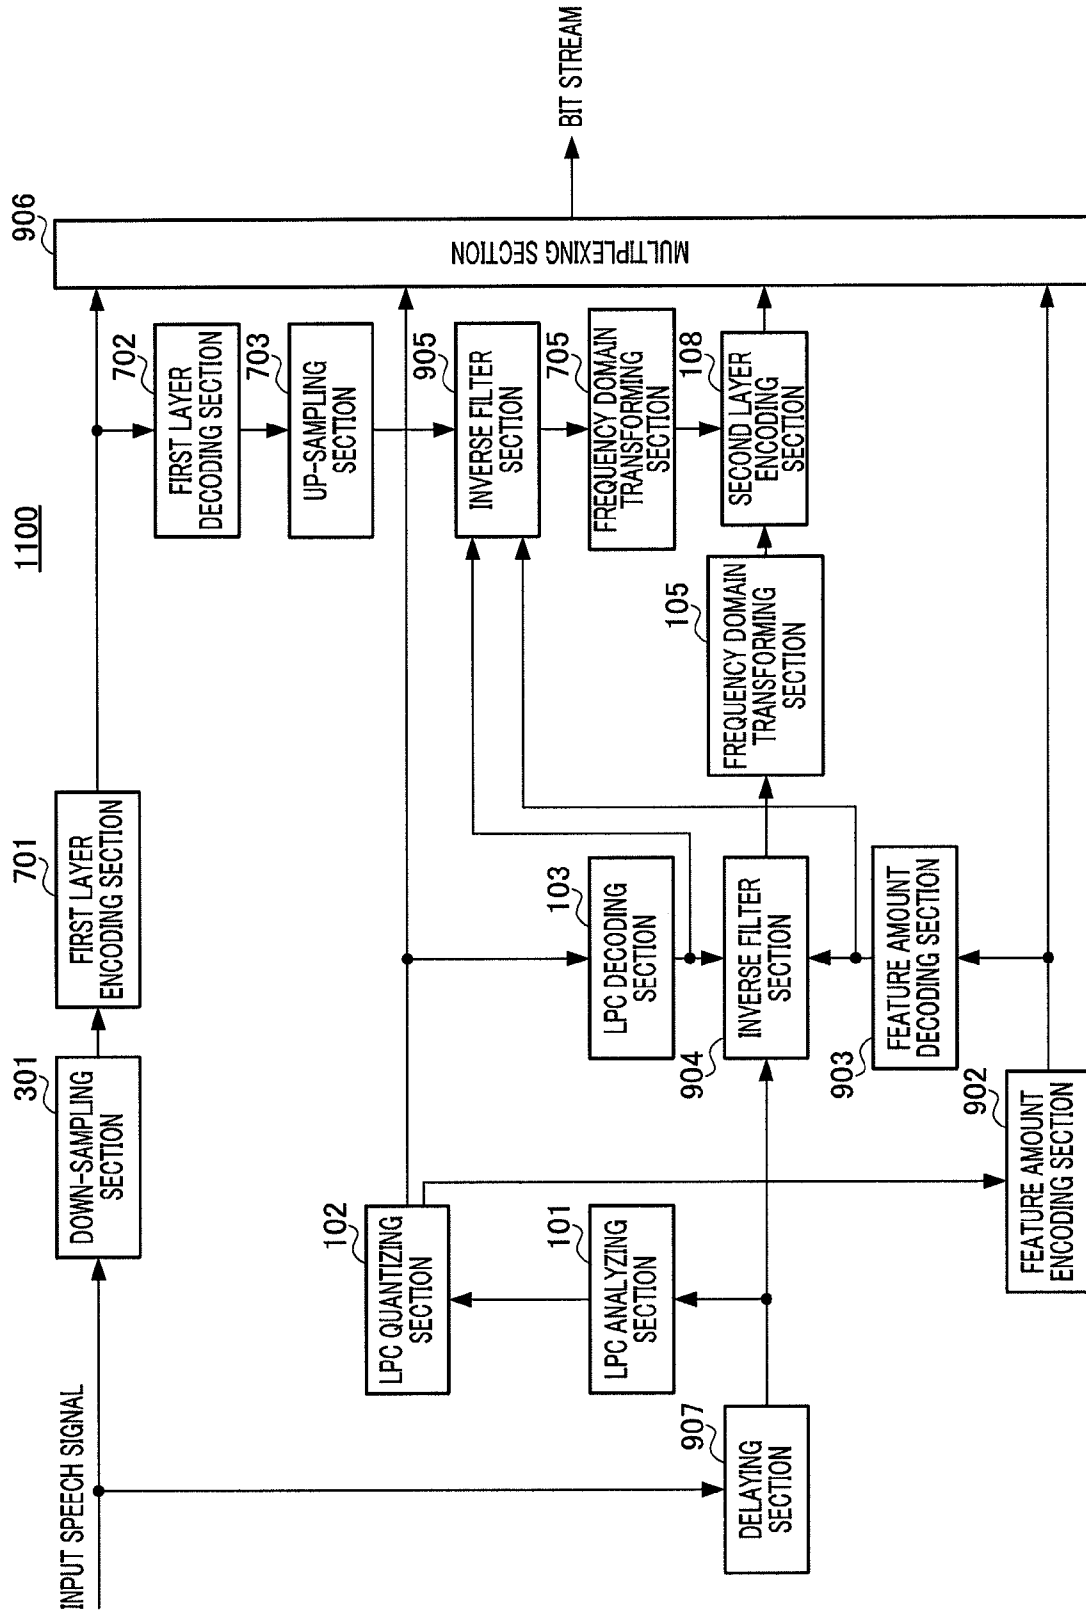 1100
INPUT SPEECH SIGNAL
301
DOWN-SAMPLING
SECTION
701
FIRST LAYER
ENCODING SECTION
906
MULTIPLEXING SECTION
BIT STREAM
702
FIRST LAYER
DECODING SECTION
703
UP-SAMPLING
SECTION
102
LPC QUANTIZING
SECTION
905
INVERSE FILTER
SECTION
101
LPC ANALYZING
SECTION
103
LPC DECODING
SECTION
705
FREQUENCY DOMAIN
TRANSFORMING
SECTION
907
DELAYING
SECTION
904
INVERSE FILTER
SECTION
105
FREQUENCY DOMAIN
TRANSFORMING
SECTION
108
SECOND LAYER
ENCODING
SECTION
903
FEATURE AMOUNT
DECODING SECTION
902
FEATURE AMOUNT
ENCODING SECTION